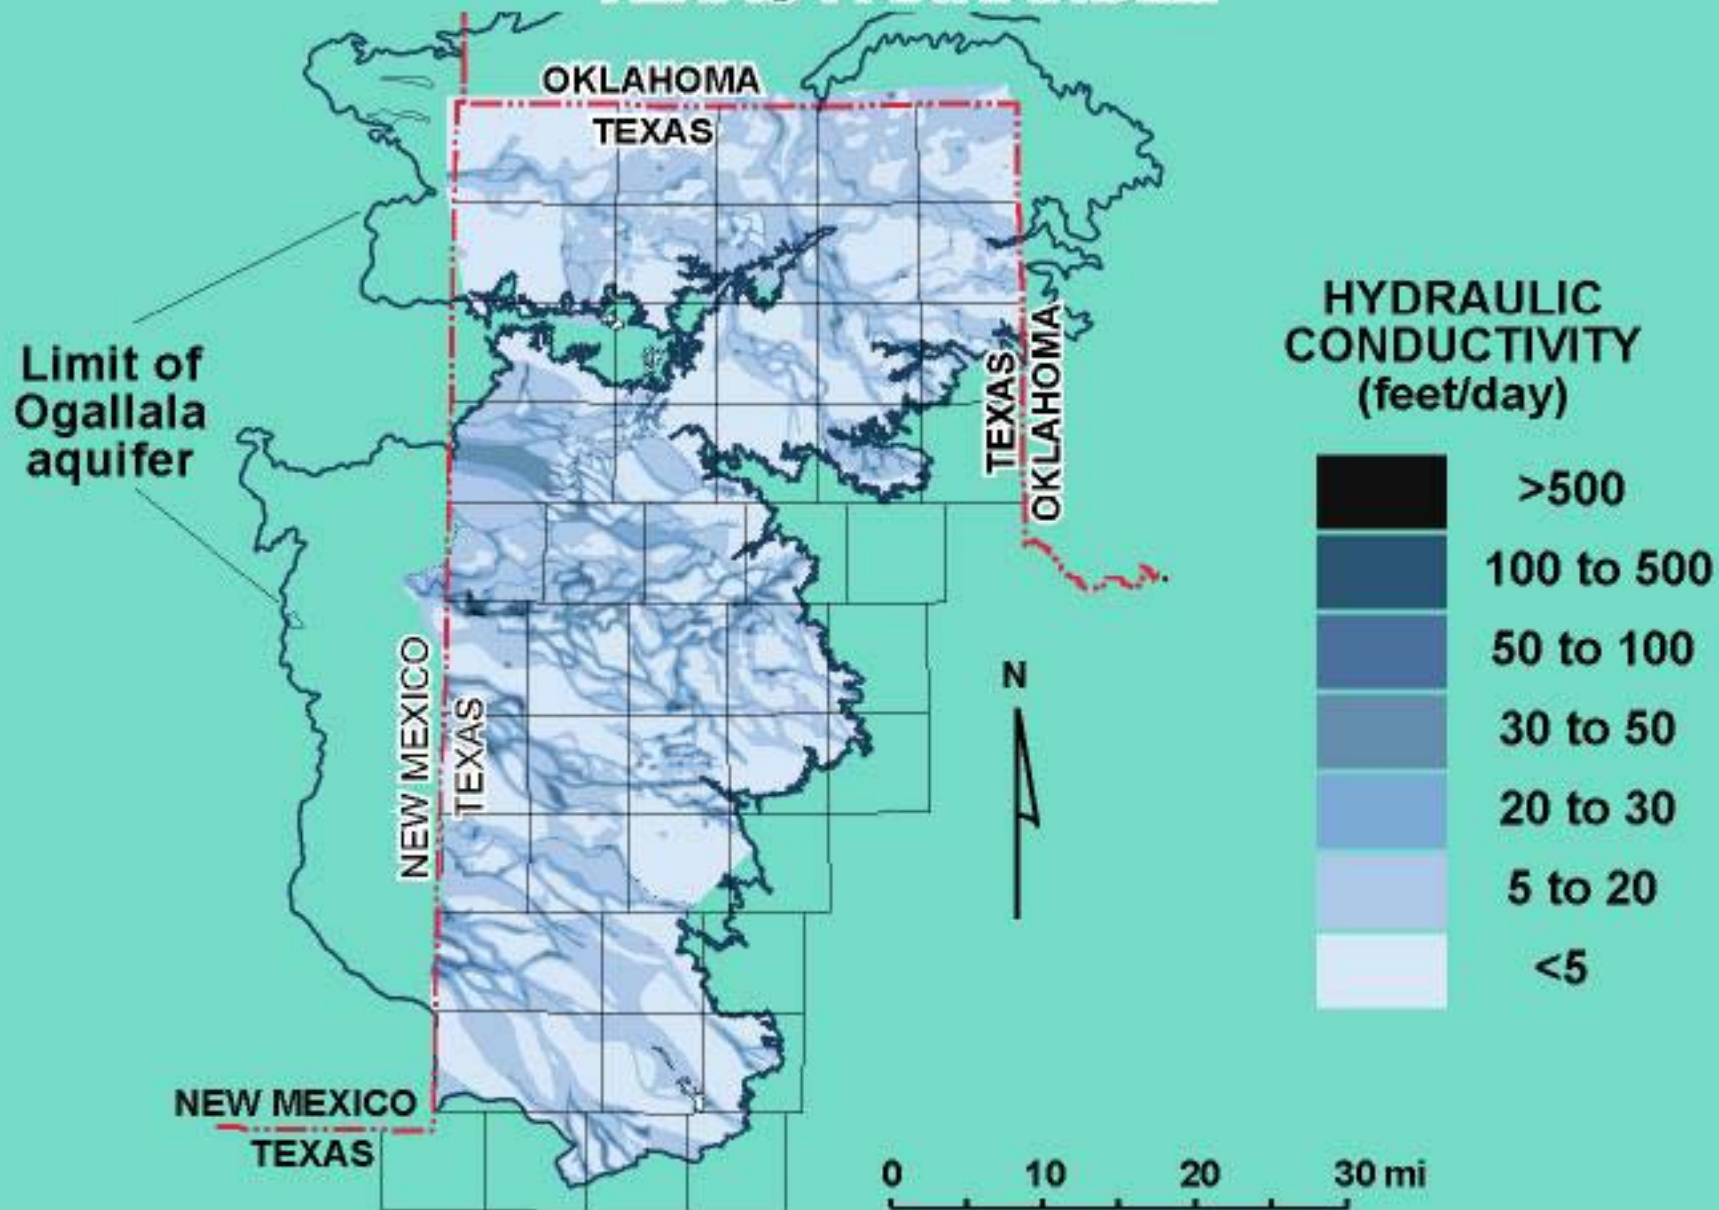 OKLAHOMA
TEXAS
Limit of
Ogallala
aquifer
TEXAS
OKLAHOMA
NEW MEXICO
TEXAS
N
NEW MEXICO
TEXAS
0 10 20 30 mi
HYDRAULIC
CONDUCTIVITY
(feet/day)
>500
100 to 500
50 to 100
30 to 50
20 to 30
5 to 20
<5